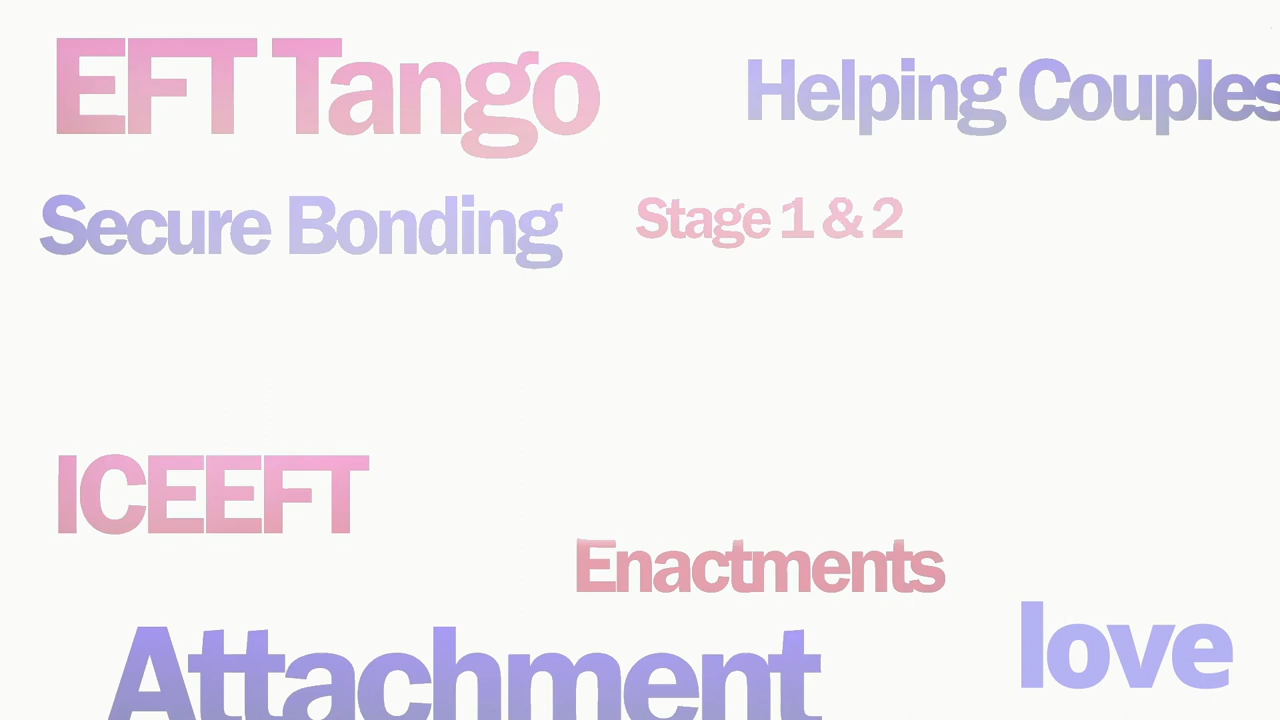 EFT Tango
Helping Couples
Secure Bonding
Stage 1 & 2
ICEEFT
Enactments
love
Attachment